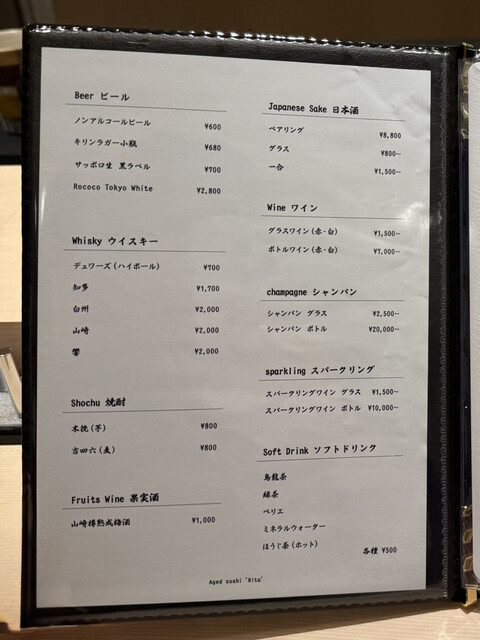 Beer ビール
ノンアルコールビール ¥600
キリンラガー小瓶 ¥680
サッポロ生 黒ラベル ¥700
Rococo Tokyo White ¥2,800
Whisky ウイスキー
デュワーズ(ハイボール) ¥700
知多 ¥1,700
白州 ¥2,000
山崎 ¥2,000
響 ¥2,000
Shochu 焼酎
木挽(芋) ¥800
吉四六(麦) ¥800
Fruits Wine 果実酒
山崎樽熟成梅酒 ¥1,000
Japanese Sake 日本酒
ペアリング ¥8,800
グラス ¥800~
一合 ¥1,500~
Wine ワイン
グラスワイン(赤・白) ¥1,500~
ボトルワイン(赤・白) ¥7,000~
champagne シャンパン
シャンパン グラス ¥2,500~
シャンパン ボトル ¥20,000~
sparkling スパークリング
スパークリングワイン グラス ¥1,500~
スパークリングワイン ボトル ¥10,000~
Soft Drink ソフトドリンク
烏龍茶
緑茶
ペリエ
ミネラルウォーター
ほうじ茶(ホット)
各種 ¥500
Aged sushi "Rita"